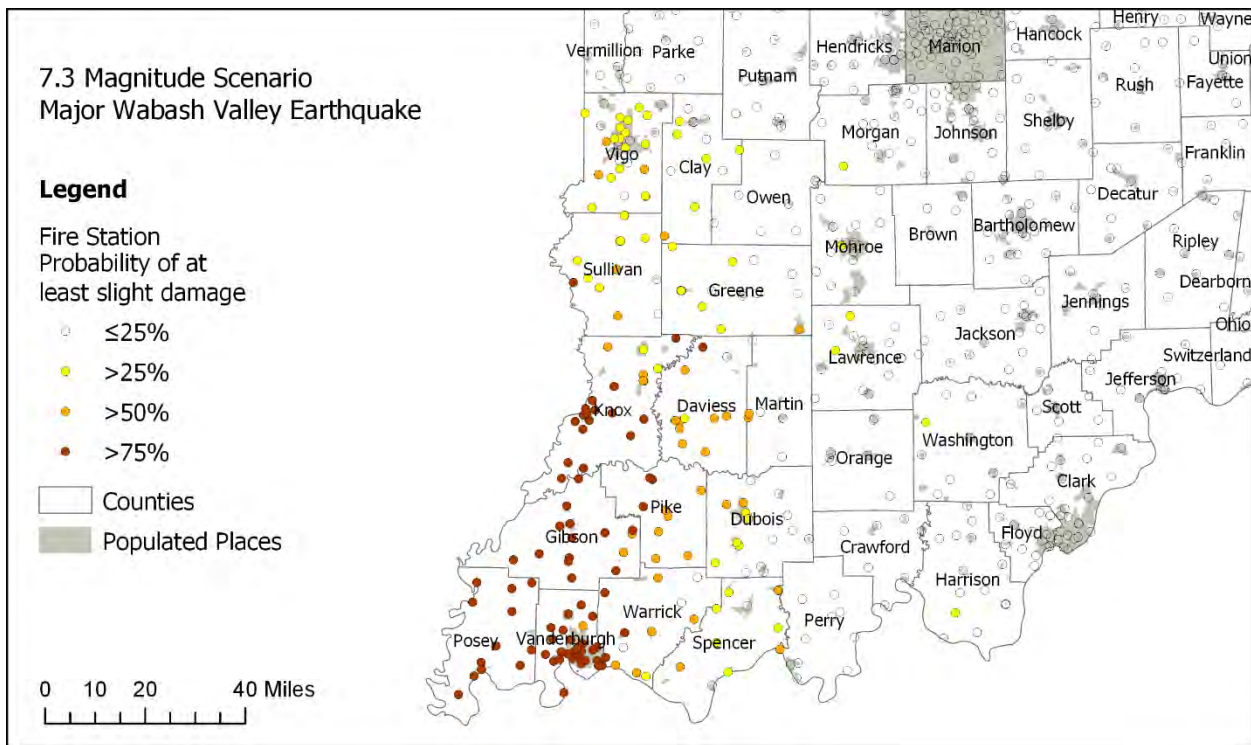 7.3 Magnitude Scenario
Major Wabash Valley Earthquake
Legend
Fire Station
Probability of at
least slight damage
≤25%
>25%
>50%
>75%
Counties
Populated Places
0 10 20 40 Miles
Henry
Wayne
Vermillion
Parke
Hendricks
Marion
Hancock
Putnam
Rush
Union
Fayette
Morgan
Johnson
Shelby
Vigo
Clay
Franklin
Owen
Decatur
Monroe
Brown
Bartholomew
Ripley
Sullivan
Greene
Dearborn
Jennings
Jackson
Ohio
Lawrence
Switzerland
Jefferson
Knox
Daviess
Martin
Scott
Washington
Orange
Clark
Pike
Dubois
Gibson
Floyd
Crawford
Harrison
Warrick
Perry
Posey
Vanderburgh
Spencer